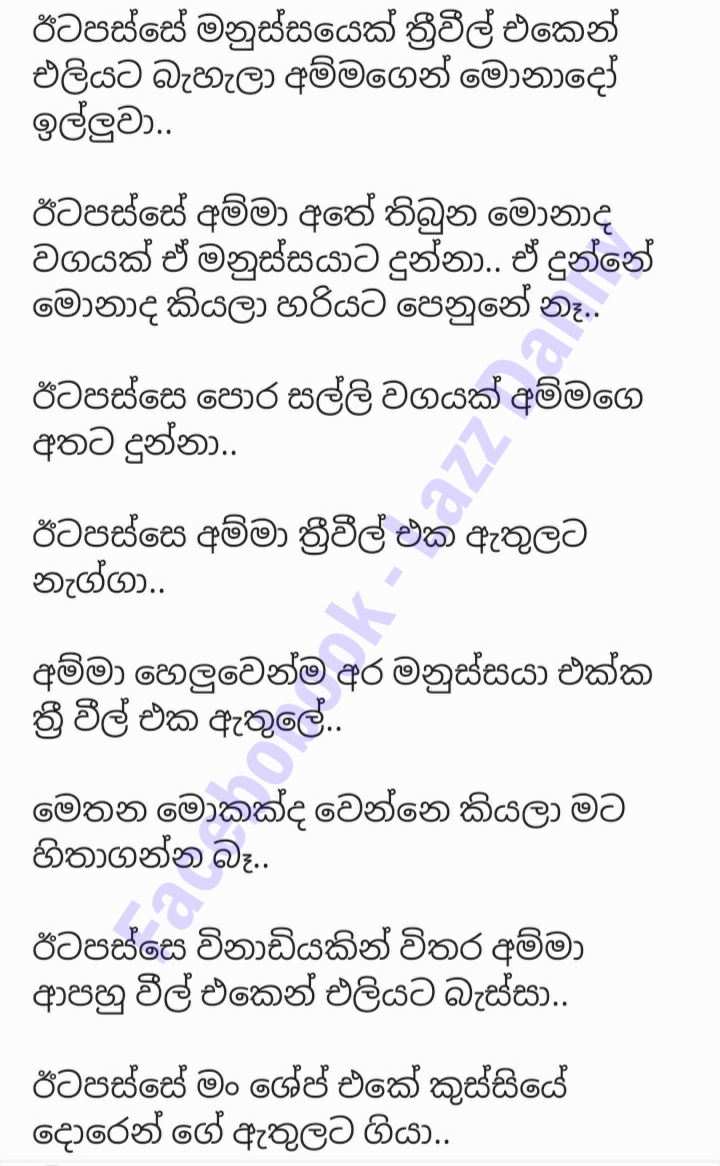 ඊටපස්සේ මනුස්සයෙක් ත්‍රීවීල් එකෙන්
එලියට බැහැලා අම්මගෙන් මොනාදෝ
ඉල්ලුවා..
ඊටපස්සේ අම්මා අතේ තිබුන මොනාද
වගයක් ඒ මනුස්සයාට දුන්නා.. ඒ දුන්නේ
මොනාද කියලා හරියට පෙනුනේ නෑ..
ඊටපස්සෙ පොර සල්ලි වගයක් අම්මගෙ
අතට දුන්නා..
ඊටපස්සෙ අම්මා ත්‍රීවීල් එක ඇතුලට
නැග්ගා..
අම්මා හෙලුවෙන්ම අර මනුස්සයා එක්ක
ත්‍රී වීල් එක ඇතුලේ..
මෙතන මොකක්ද වෙන්නෙ කියලා මට
හිතාගන්න බෑ..
ඊටපස්සෙ විනාඩියකින් විතර අම්මා
ආපහු වීල් එකෙන් එලියට බැස්සා..
ඊටපස්සේ මං ශේප් එකේ කුස්සියේ
දොරෙන් ගේ ඇතුලට ගියා..
Facebobook - Lazz Danny